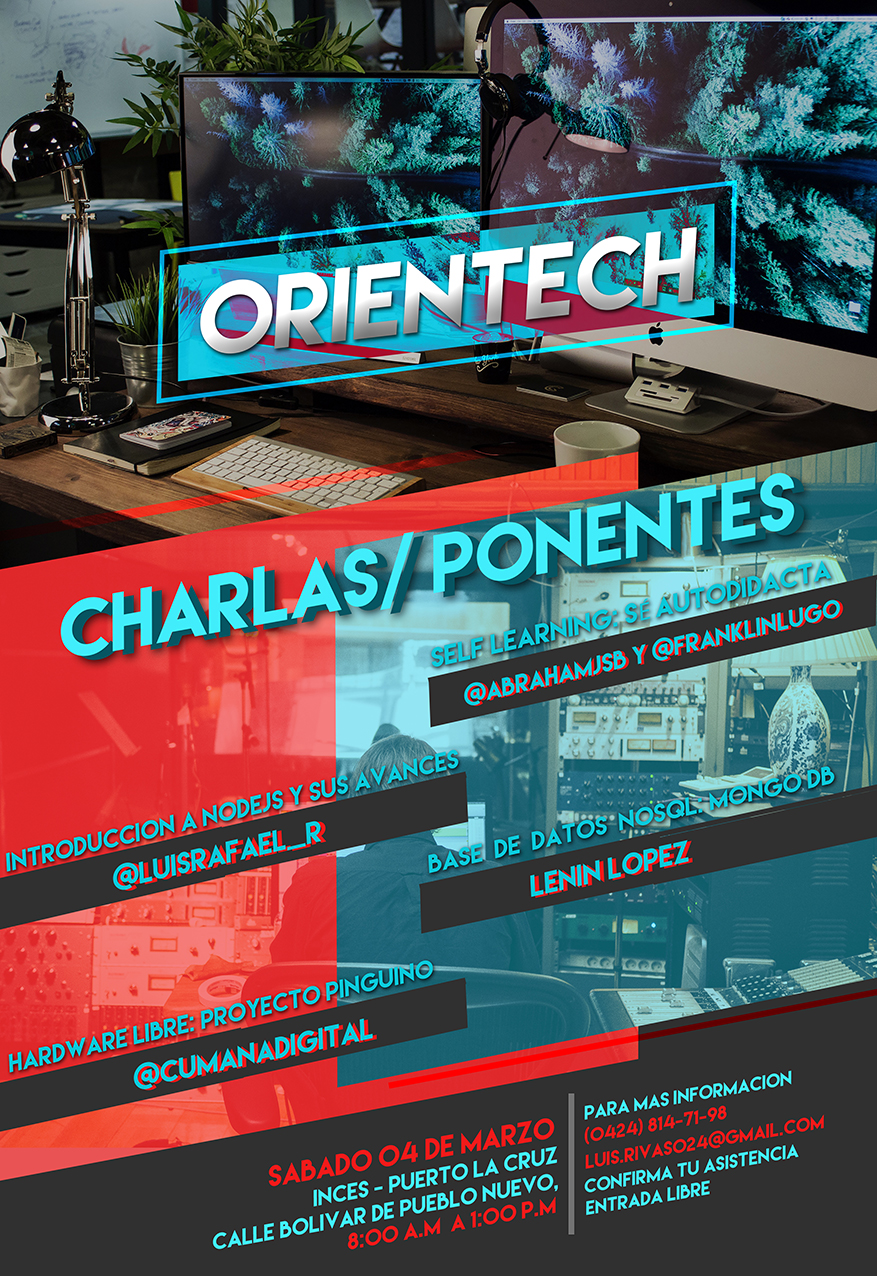 ORIENTECH
CHARLAS/ PONENTES
SELF LEARNING: SÉ AUTODIDACTA
@ABRAHAMJSB Y @FRANKLINLUGO
INTRODUCCION A NODEJS Y SUS AVANCES
@LUISRAFAEL_R
BASE DE DATOS NOSQL: MONGO DB
LENIN LOPEZ
HARDWARE LIBRE: PROYECTO PINGUINO
@CUMANADIGITAL
SABADO 04 DE MARZO
INCES - PUERTO LA CRUZ
CALLE BOLIVAR DE PUEBLO NUEVO,
8:00 A.M A 1:00 P.M
PARA MAS INFORMACION
(0424) 814-71-98
LUIS.RIVASO24@GMAIL.COM
CONFIRMA TU ASISTENCIA
ENTRADA LIBRE